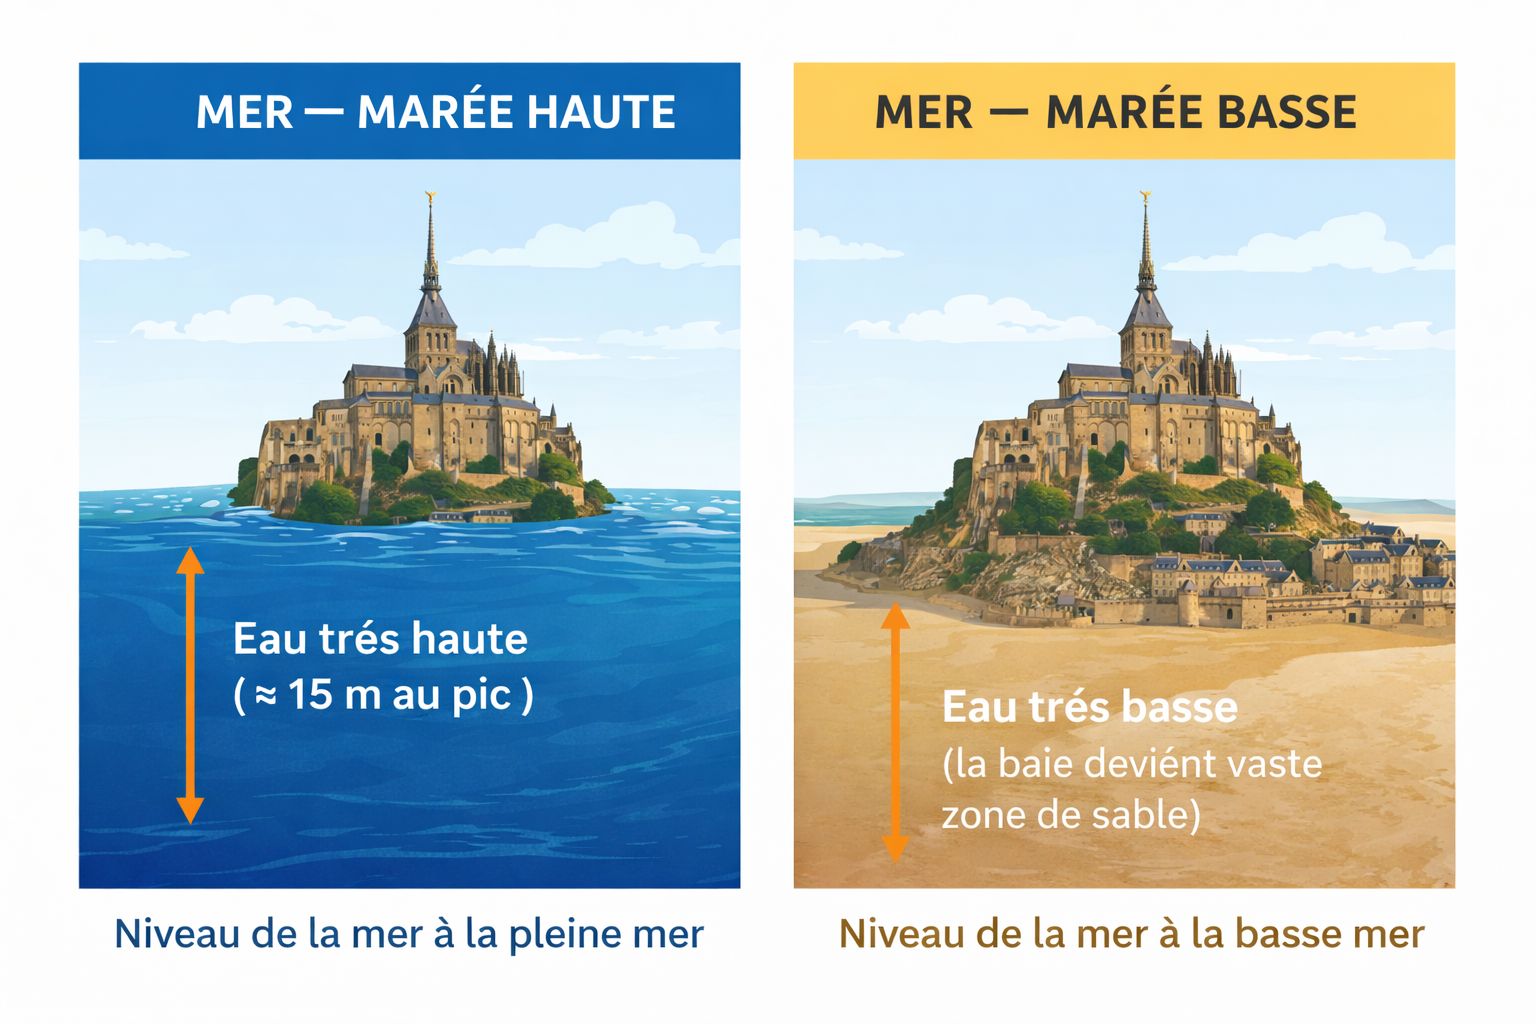 MER — MARÉE HAUTE
Eau trés haute
( ≈ 15 m au pic )
Niveau de la mer à la pleine mer
MER — MARÉE BASSE
Eau trés basse
(la baie deviént vaste
zone de sable)
Niveau de la mer à la basse mer